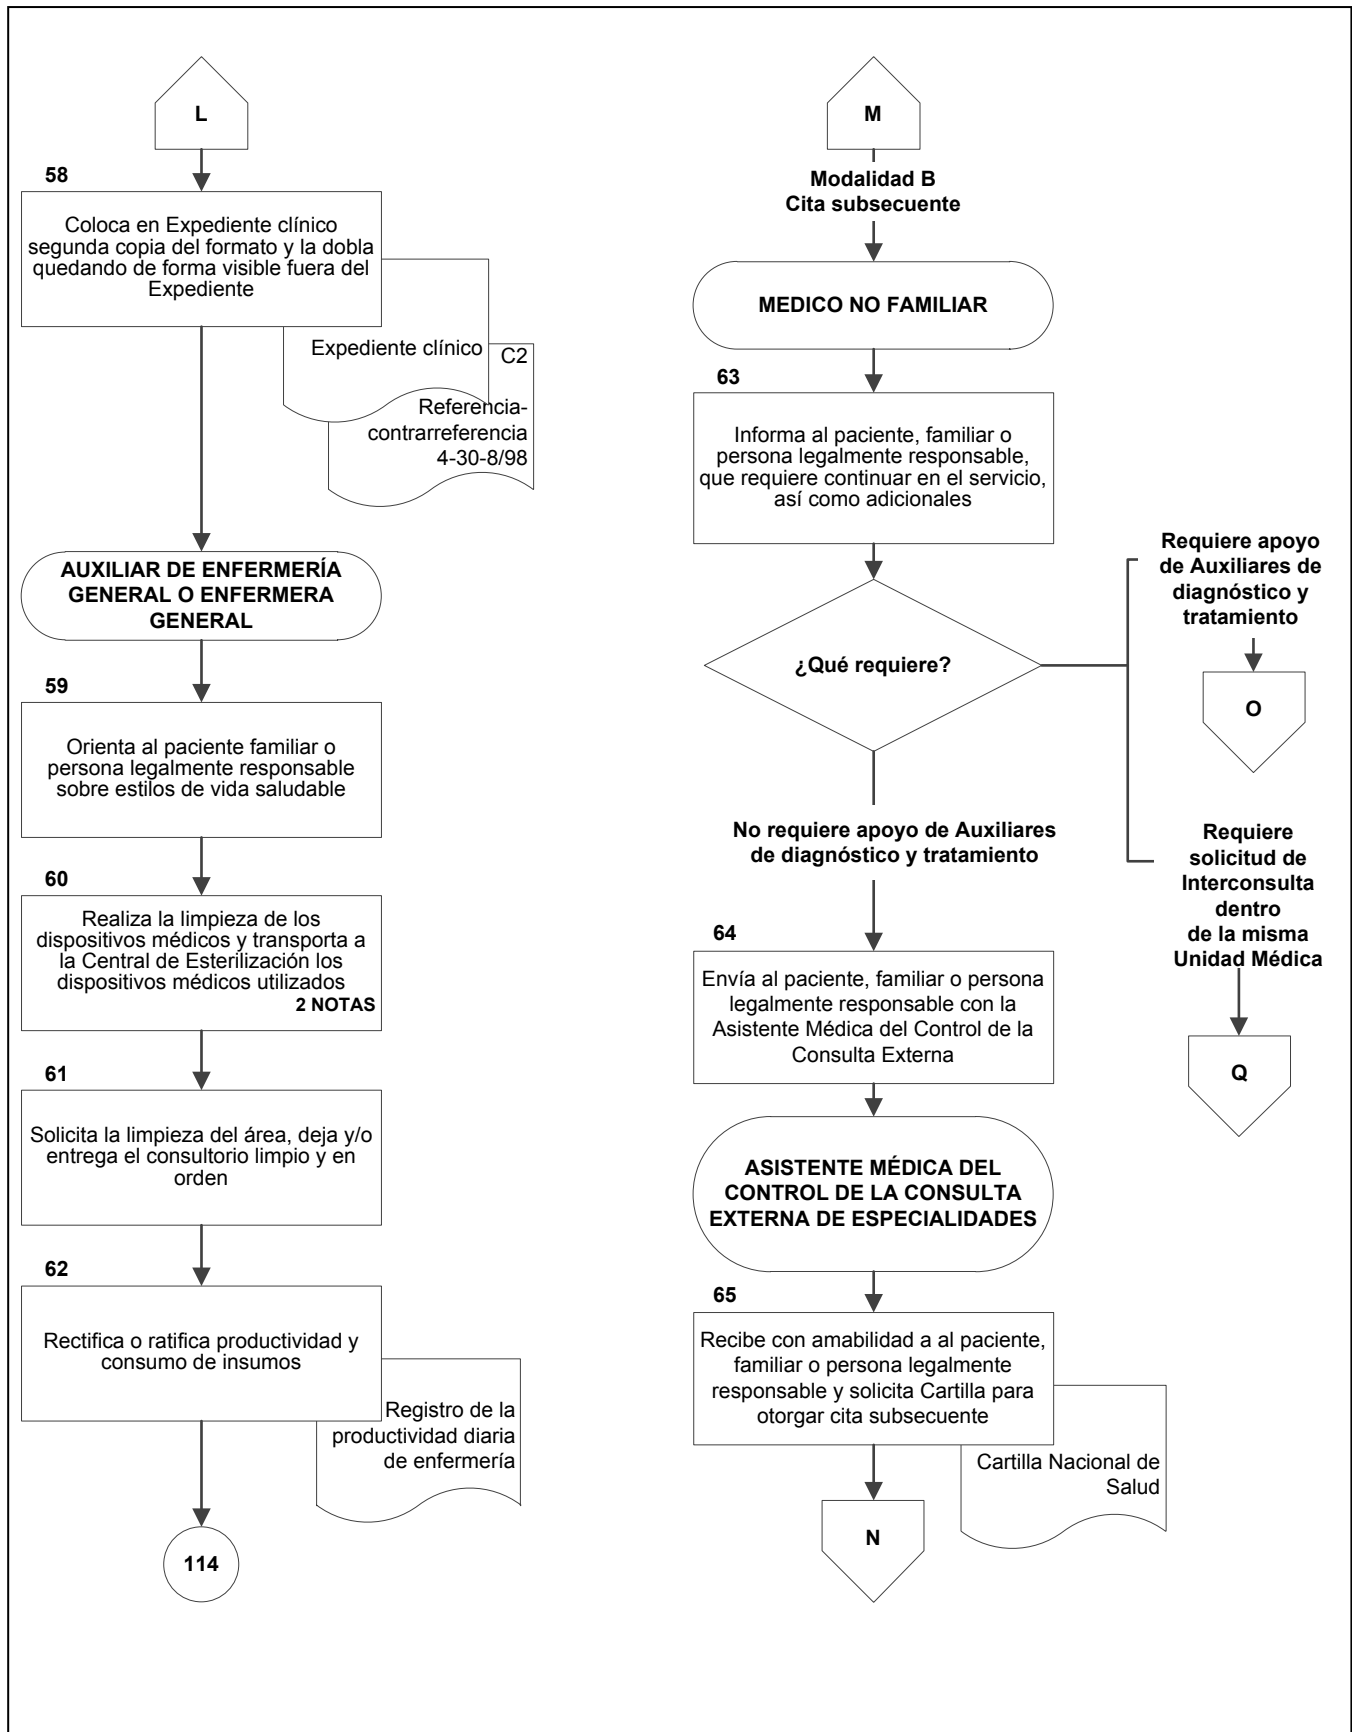 L
58
Coloca en Expediente clínico
segunda copia del formato y la dobla
quedando de forma visible fuera del
Expediente
Expediente clínico
C2
Referencia-
contrarreferencia
4-30-8/98
AUXILIAR DE ENFERMERÍA
GENERAL O ENFERMERA
GENERAL
59
Orienta al paciente familiar o
persona legalmente responsable
sobre estilos de vida saludable
60
Realiza la limpieza de los
dispositivos médicos y transporta a
la Central de Esterilización los
dispositivos médicos utilizados
2 NOTAS
61
Solicita la limpieza del área, deja y/o
entrega el consultorio limpio y en
orden
62
Rectifica o ratifica productividad y
consumo de insumos
Registro de la
productividad diaria
de enfermería
114
M
Modalidad B
Cita subsecuente
MEDICO NO FAMILIAR
63
Informa al paciente, familiar o
persona legalmente responsable,
que requiere continuar en el servicio,
así como adicionales
¿Qué requiere?
Requiere apoyo
de Auxiliares de
diagnóstico y
tratamiento
O
Requiere
solicitud de
Interconsulta
dentro
de la misma
Unidad Médica
Q
No requiere apoyo de Auxiliares
de diagnóstico y tratamiento
64
Envía al paciente, familiar o persona
legalmente responsable con la
Asistente Médica del Control de la
Consulta Externa
ASISTENTE MÉDICA DEL
CONTROL DE LA CONSULTA
EXTERNA DE ESPECIALIDADES
65
Recibe con amabilidad a al paciente,
familiar o persona legalmente
responsable y solicita Cartilla para
otorgar cita subsecuente
Cartilla Nacional de
Salud
N